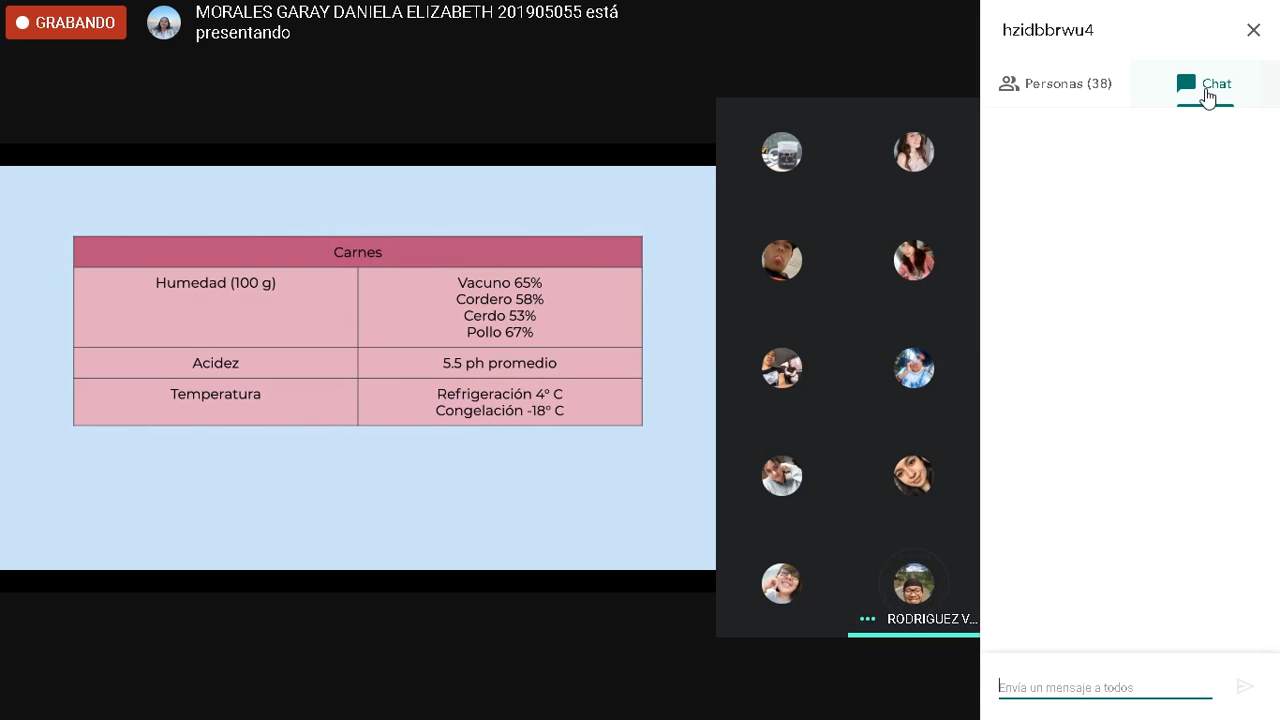 GRABANDO
MORALES GARAY DANIELA ELIZABETH 201905055 está
presentando
hzidbbrwu4
Personas (38)
Chat
Carnes
Humedad (100 g)
Vacuno 65%
Cordero 58%
Cerdo 53%
Pollo 67%
Acidez
5.5 ph promedio
Temperatura
Refrigeración 4° C
Congelación -18° C
RODRIGUEZ V...
Envía un mensaje a todos